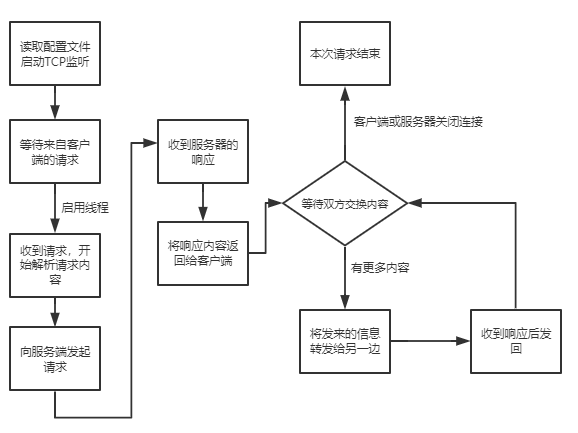 读取配置文件
启动TCP监听
等待来自客户
端的请求
启用线程
收到请求，开
始解析请求内
容
向服务端发起
请求
收到服务器的
响应
将响应内容返
回给客户端
本次请求结束
客户端或服务器关闭连接
等待双方交换内容
有更多内容
将发来的信息
转发给另一边
收到响应后发
回